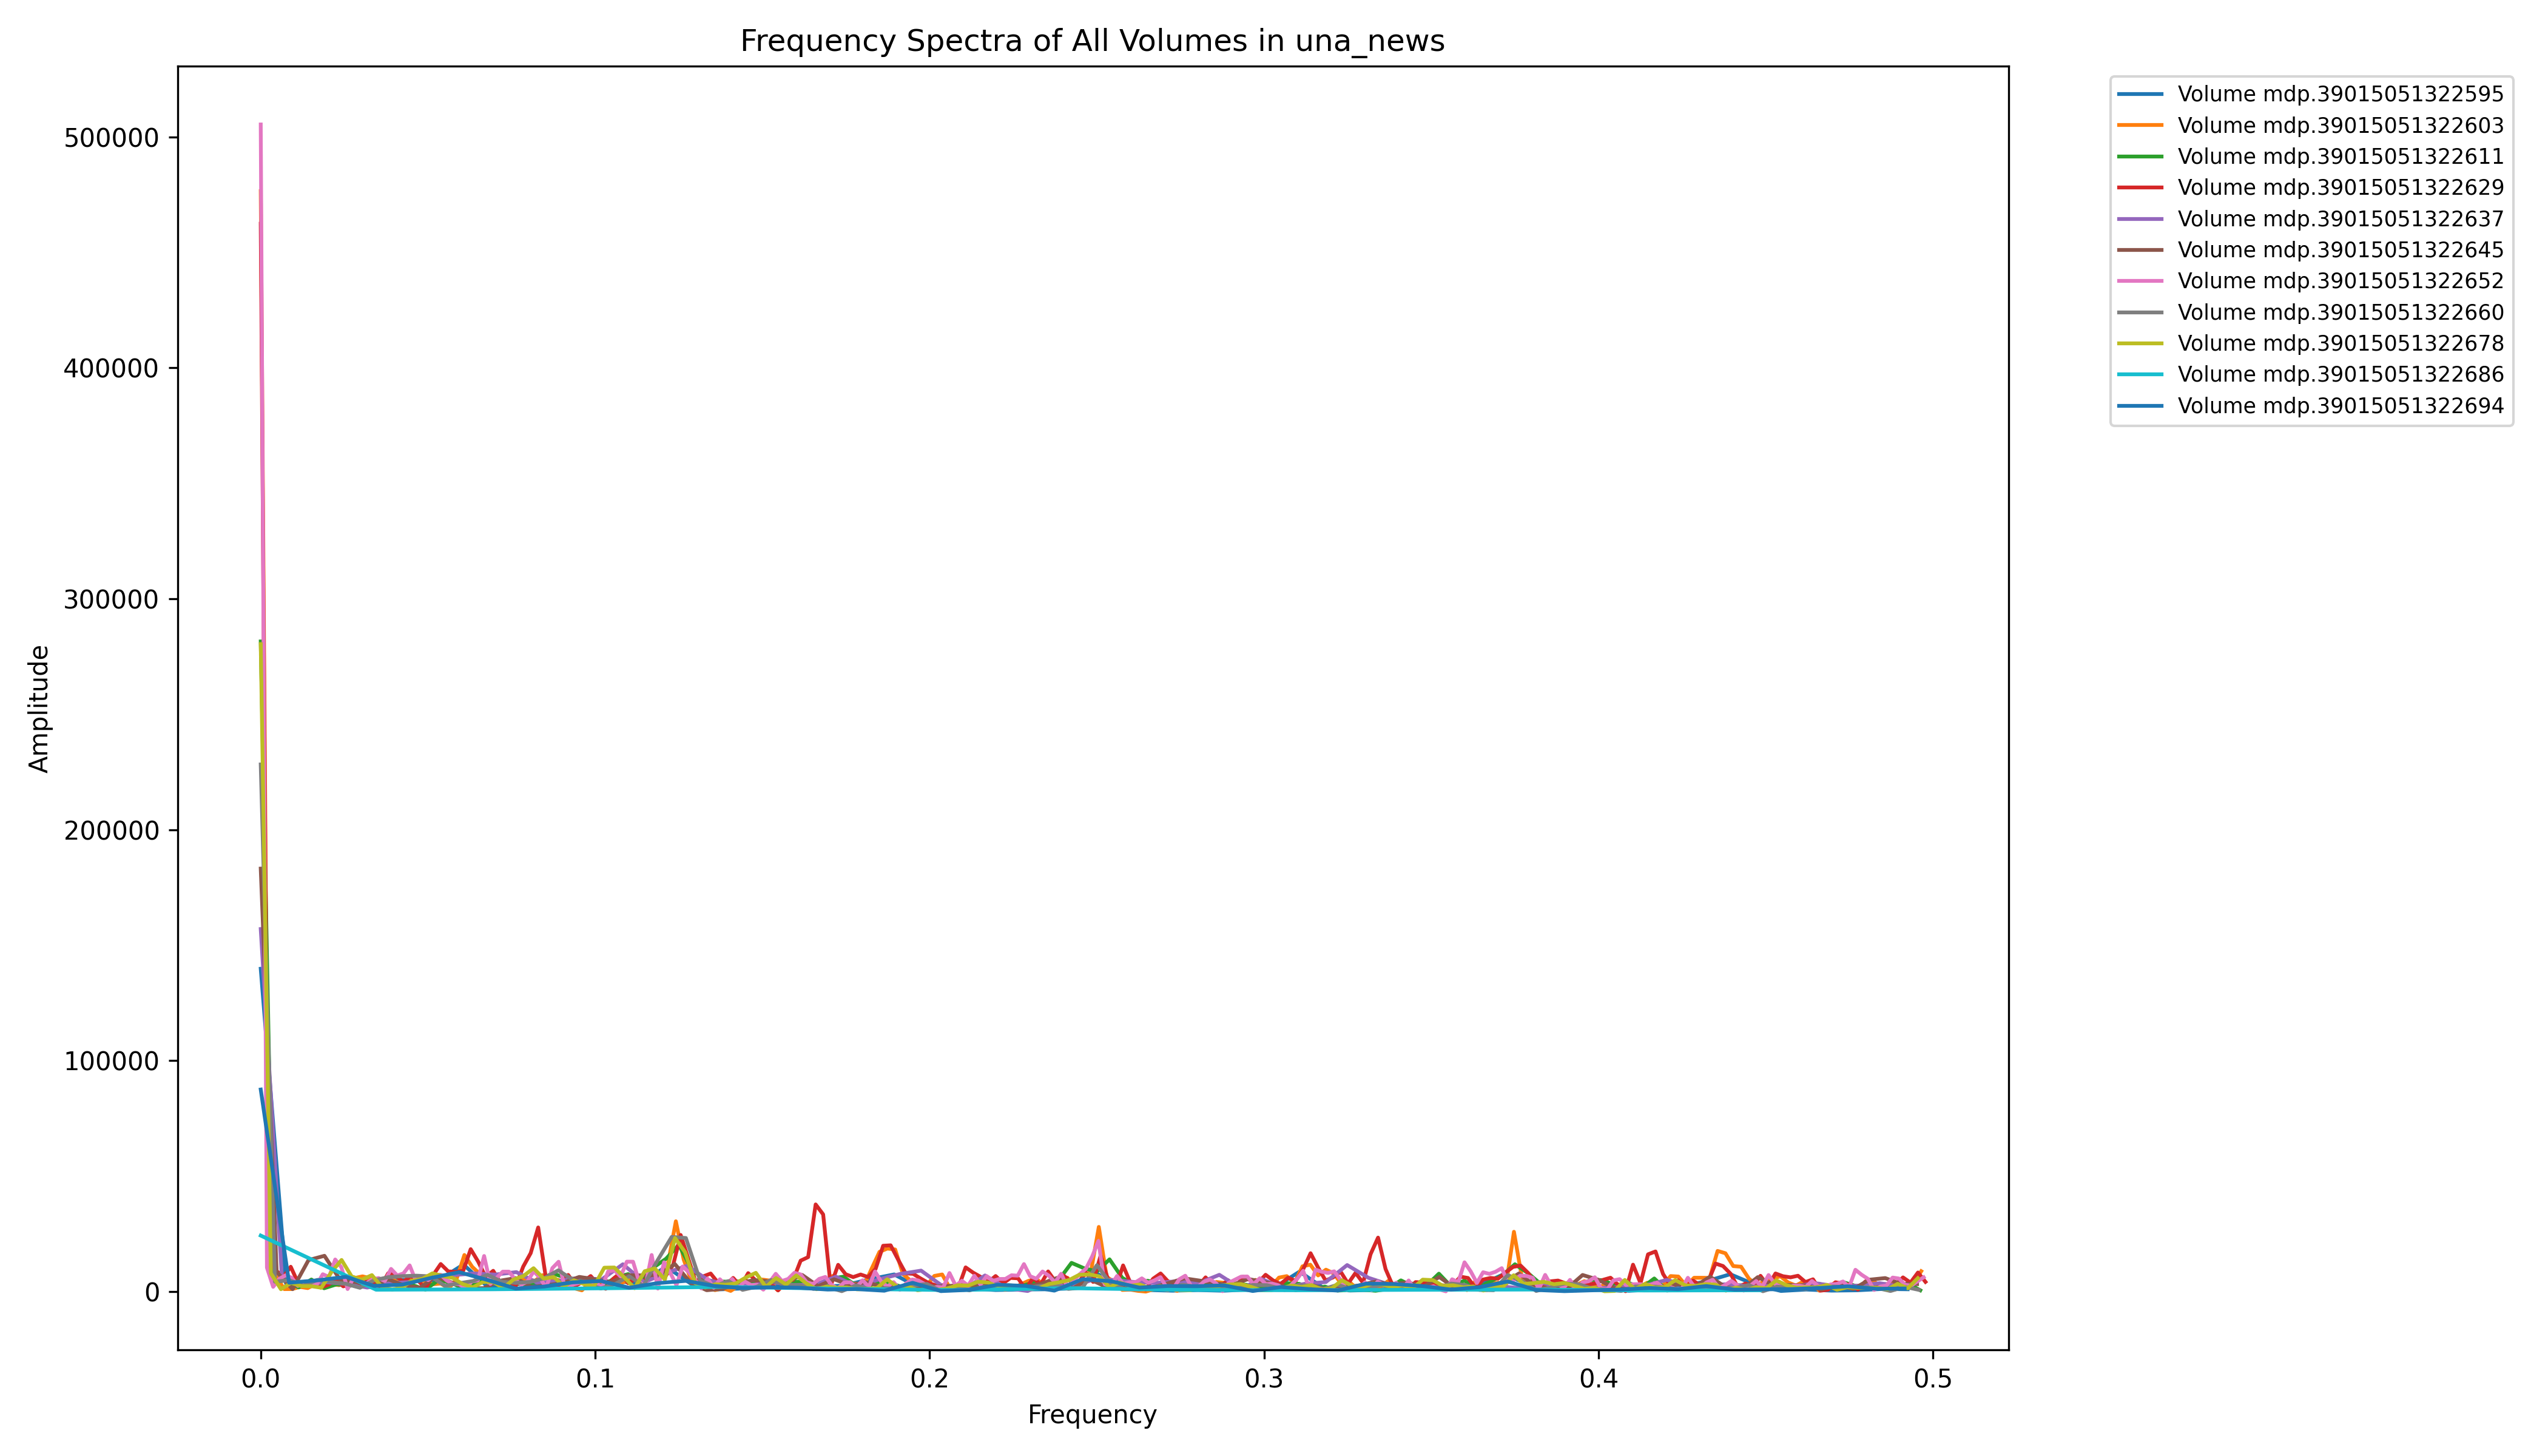 Frequency Spectra of All Volumes in una_news
Volume mdp.39015051322595
Volume mdp.39015051322603
Volume mdp.39015051322611
Volume mdp.39015051322629
Volume mdp.39015051322637
Volume mdp.39015051322645
Volume mdp.39015051322652
Volume mdp.39015051322660
Volume mdp.39015051322678
Volume mdp.39015051322686
Volume mdp.39015051322694
500000
400000
300000
200000
100000
0
Amplitude
0.0 0.1 0.2 0.3 0.4 0.5
Frequency